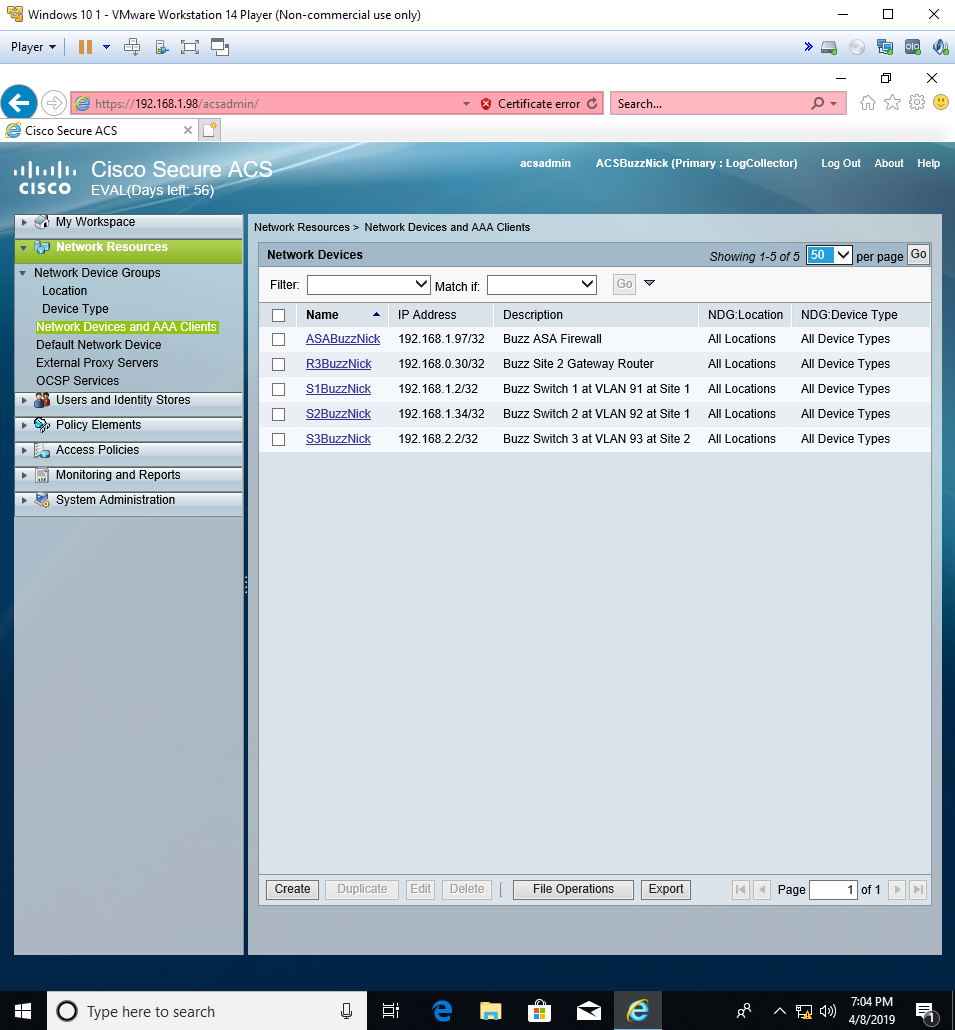 Windows 10 1 - VMware Workstation 14 Player (Non-commercial use only)
Player
https://192.168.1.98/acsadmin/
Certificate error
Search...
Cisco Secure ACS
CISCO
Cisco Secure ACS
EVAL(Days left: 56)
acsadmin
ACSBuzzNick (Primary : LogCollector)
Log Out
About
Help
My Workspace
Network Resources
Network Device Groups
Location
Device Type
Network Devices and AAA Clients
Default Network Device
External Proxy Servers
OCSP Services
Users and Identity Stores
Policy Elements
Access Policies
Monitoring and Reports
System Administration
Network Resources > Network Devices and AAA Clients
Network Devices
Showing 1-5 of 5 50 per page Go
Filter: Match if: Go
Name IP Address Description NDG:Location NDG:Device Type
ASABuzzNick 192.168.1.97/32 Buzz ASA Firewall All Locations All Device Types
R3BuzzNick 192.168.0.30/32 Buzz Site 2 Gateway Router All Locations All Device Types
S1BuzzNick 192.168.1.2/32 Buzz Switch 1 at VLAN 91 at Site 1 All Locations All Device Types
S2BuzzNick 192.168.1.34/32 Buzz Switch 2 at VLAN 92 at Site 1 All Locations All Device Types
S3BuzzNick 192.168.2.2/32 Buzz Switch 3 at VLAN 93 at Site 2 All Locations All Device Types
Create Duplicate Edit Delete | File Operations Export Page 1 of 1
Type here to search
7:04 PM
4/8/2019
1